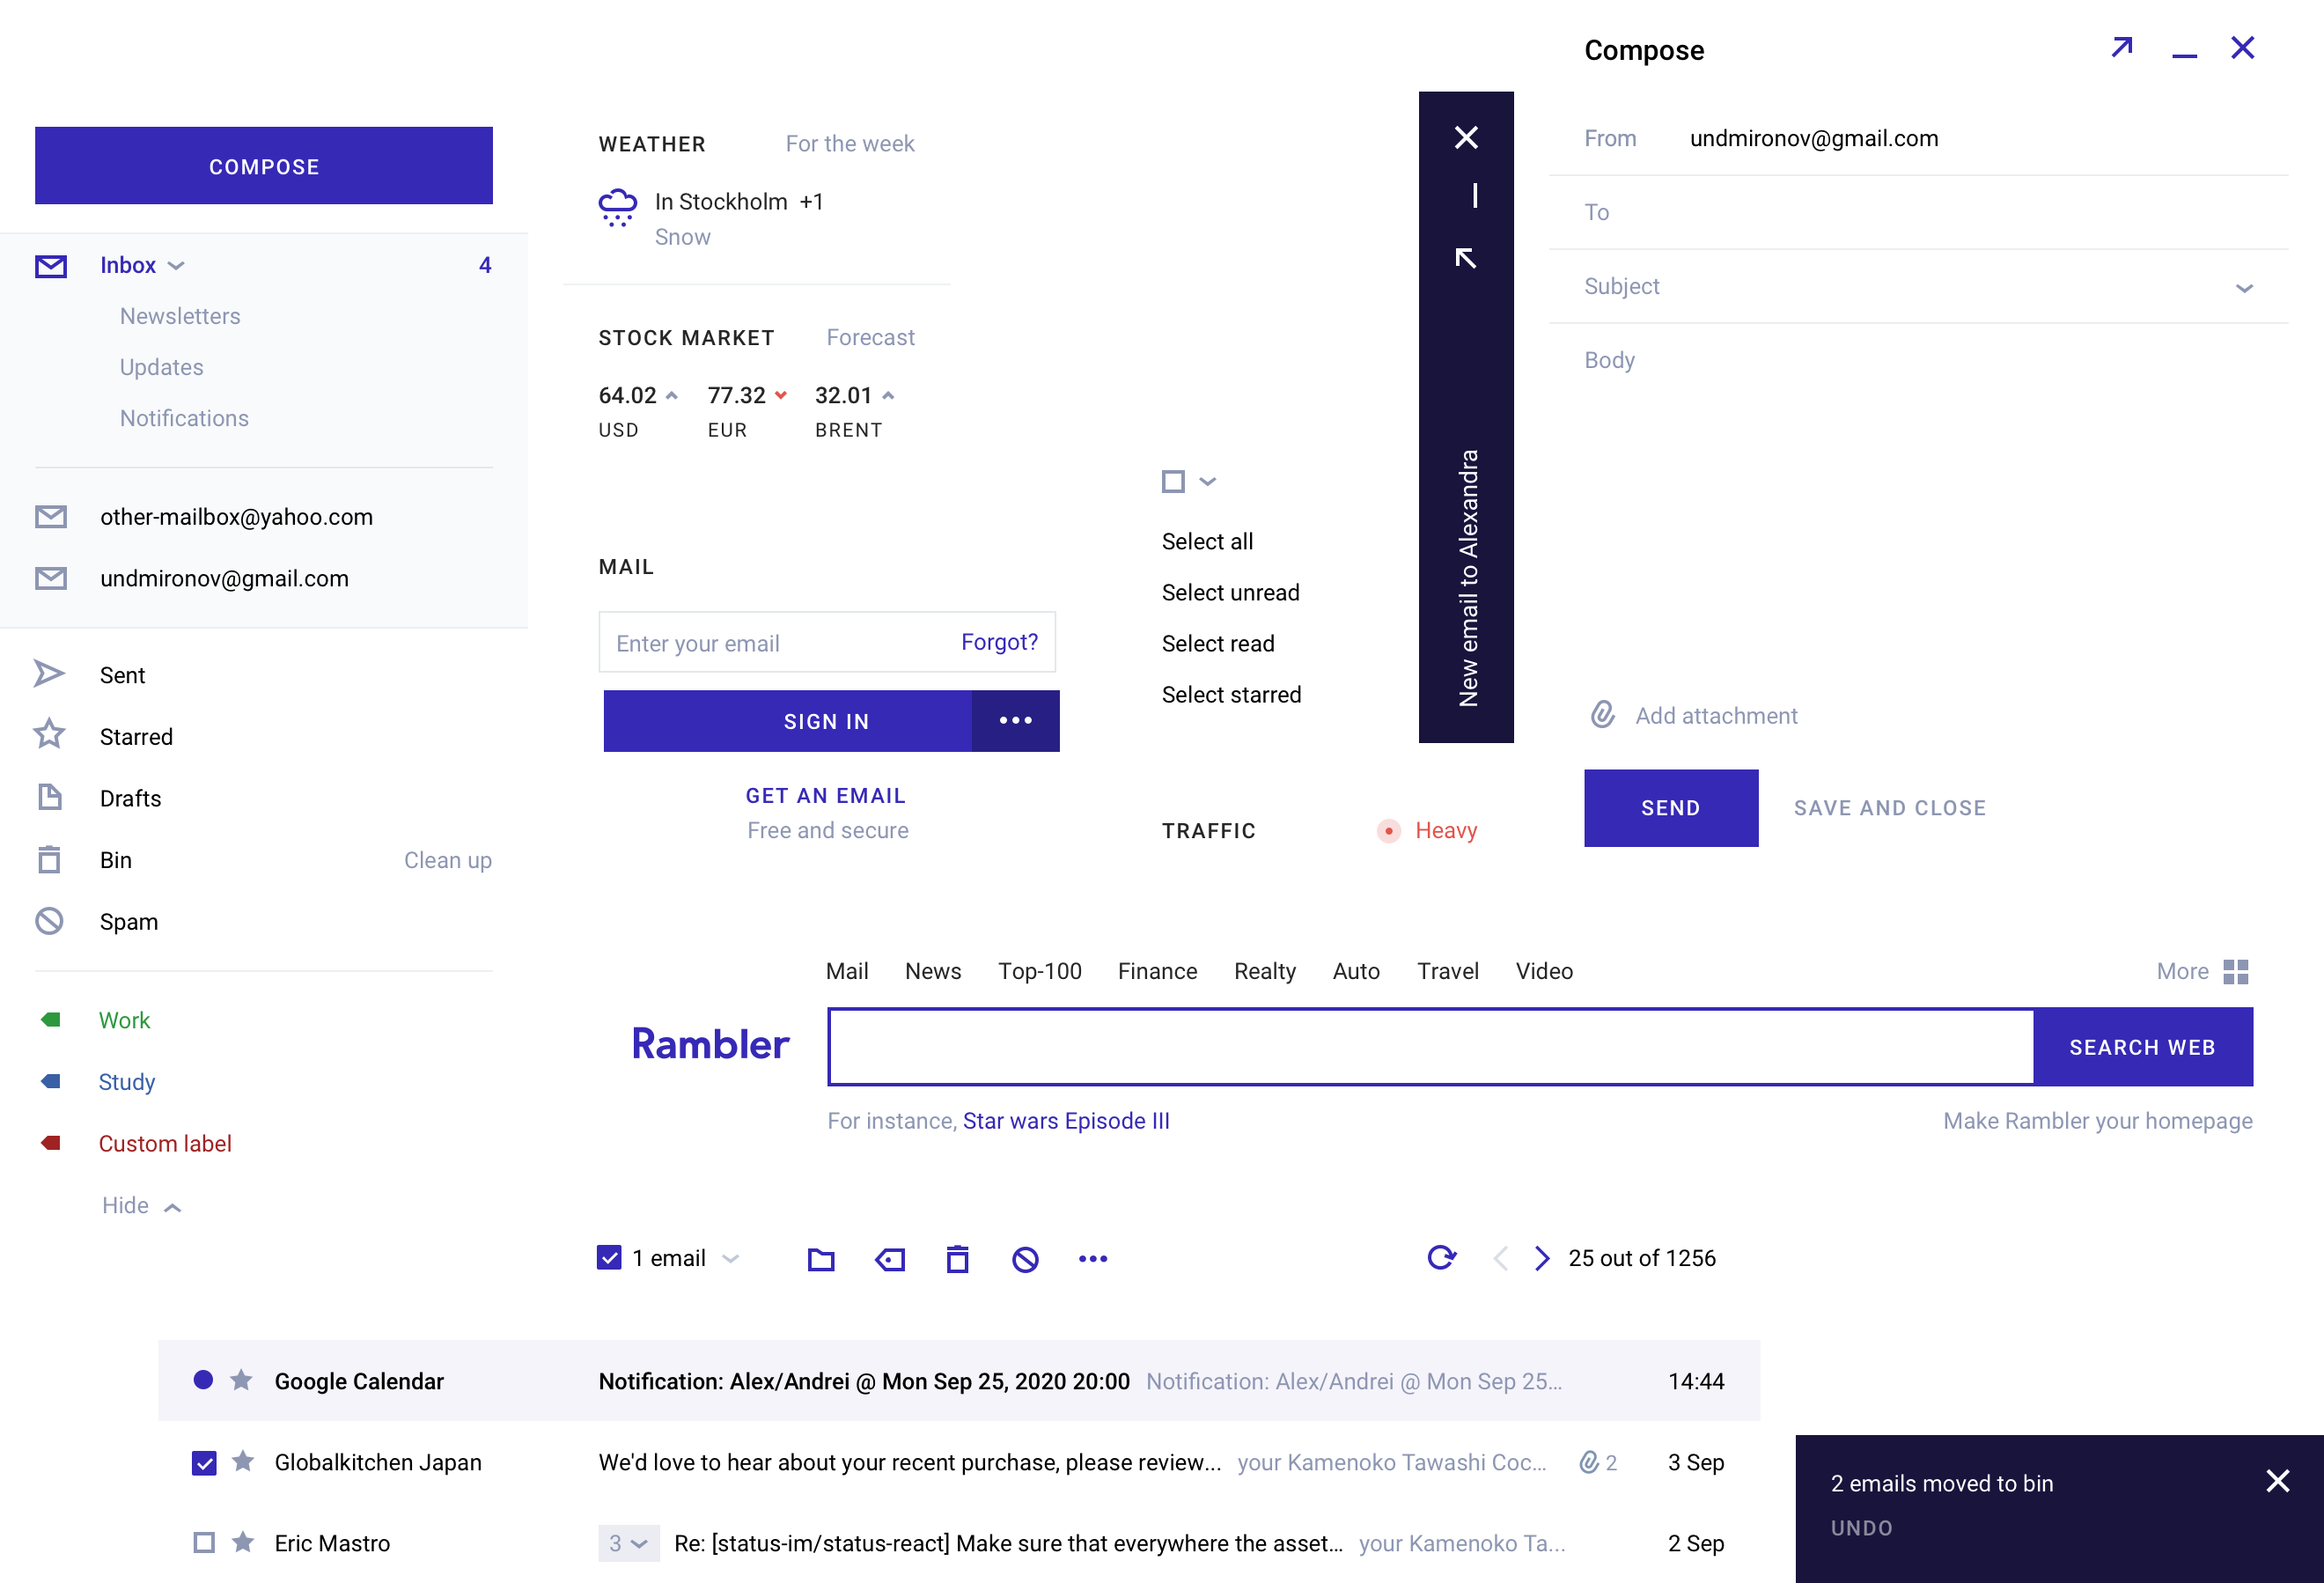 COMPOSE
Inbox 4
Newsletters
Updates
Notifications
other-mailbox@yahoo.com
undmironov@gmail.com
Sent
Starred
Drafts
Bin Clean up
Spam
Work
Study
Custom label
Hide
WEATHER For the week
In Stockholm +1
Snow
STOCK MARKET Forecast
64.02 77.32 32.01
USD EUR BRENT
MAIL
Enter your email Forgot?
SIGN IN
GET AN EMAIL
Free and secure
Select all
Select unread
Select read
Select starred
TRAFFIC Heavy
New email to Alexandra
Compose
From undmironov@gmail.com
To
Subject
Body
Add attachment
SEND SAVE AND CLOSE
Mail News Top-100 Finance Realty Auto Travel Video More
Rambler SEARCH WEB
For instance, Star wars Episode III Make Rambler your homepage
1 email 25 out of 1256
Google Calendar Notification: Alex/Andrei @ Mon Sep 25, 2020 20:00 Notification: Alex/Andrei @ Mon Sep 25... 14:44
Globalkitchen Japan We'd love to hear about your recent purchase, please review... your Kamenoko Tawashi Coc... 2 3 Sep
Eric Mastro 3 Re: [status-im/status-react] Make sure that everywhere the asset... your Kamenoko Ta... 2 Sep
2 emails moved to bin
UNDO